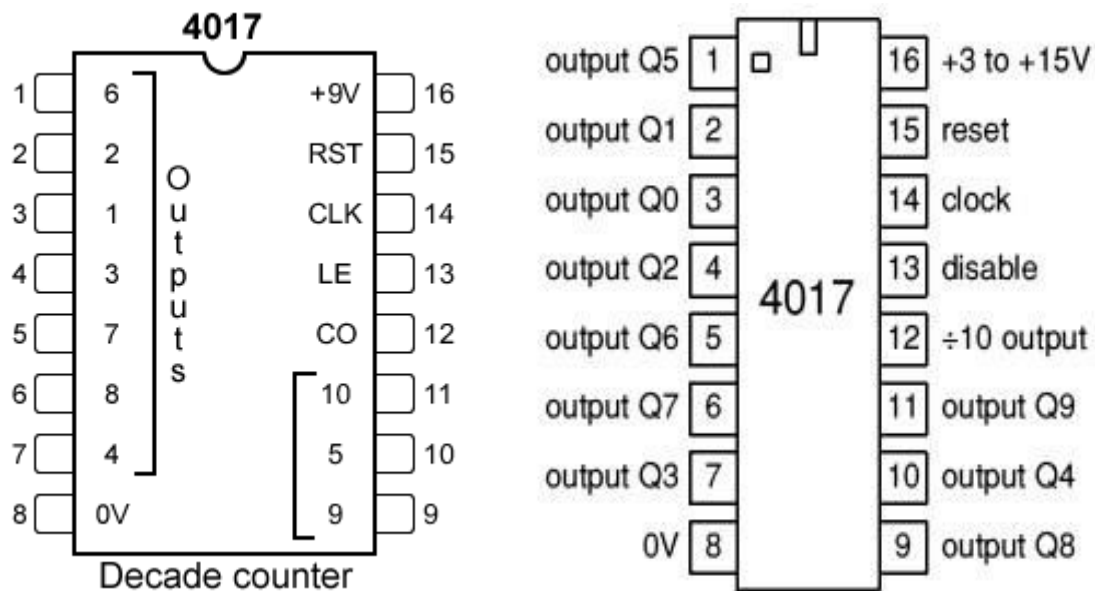 4017
1 6 +9V 16
2 2 RST 15
3 1 CLK 14
4 3 LE 13
5 7 CO 12
6 8 10 11
7 4 5 10
8 0V 9 9
Outputs
Decade counter
output Q5 1 16 +3 to +15V
output Q1 2 15 reset
output Q0 3 14 clock
output Q2 4 13 disable
4017
output Q6 5 12 ÷10 output
output Q7 6 11 output Q9
output Q3 7 10 output Q4
0V 8 9 output Q8